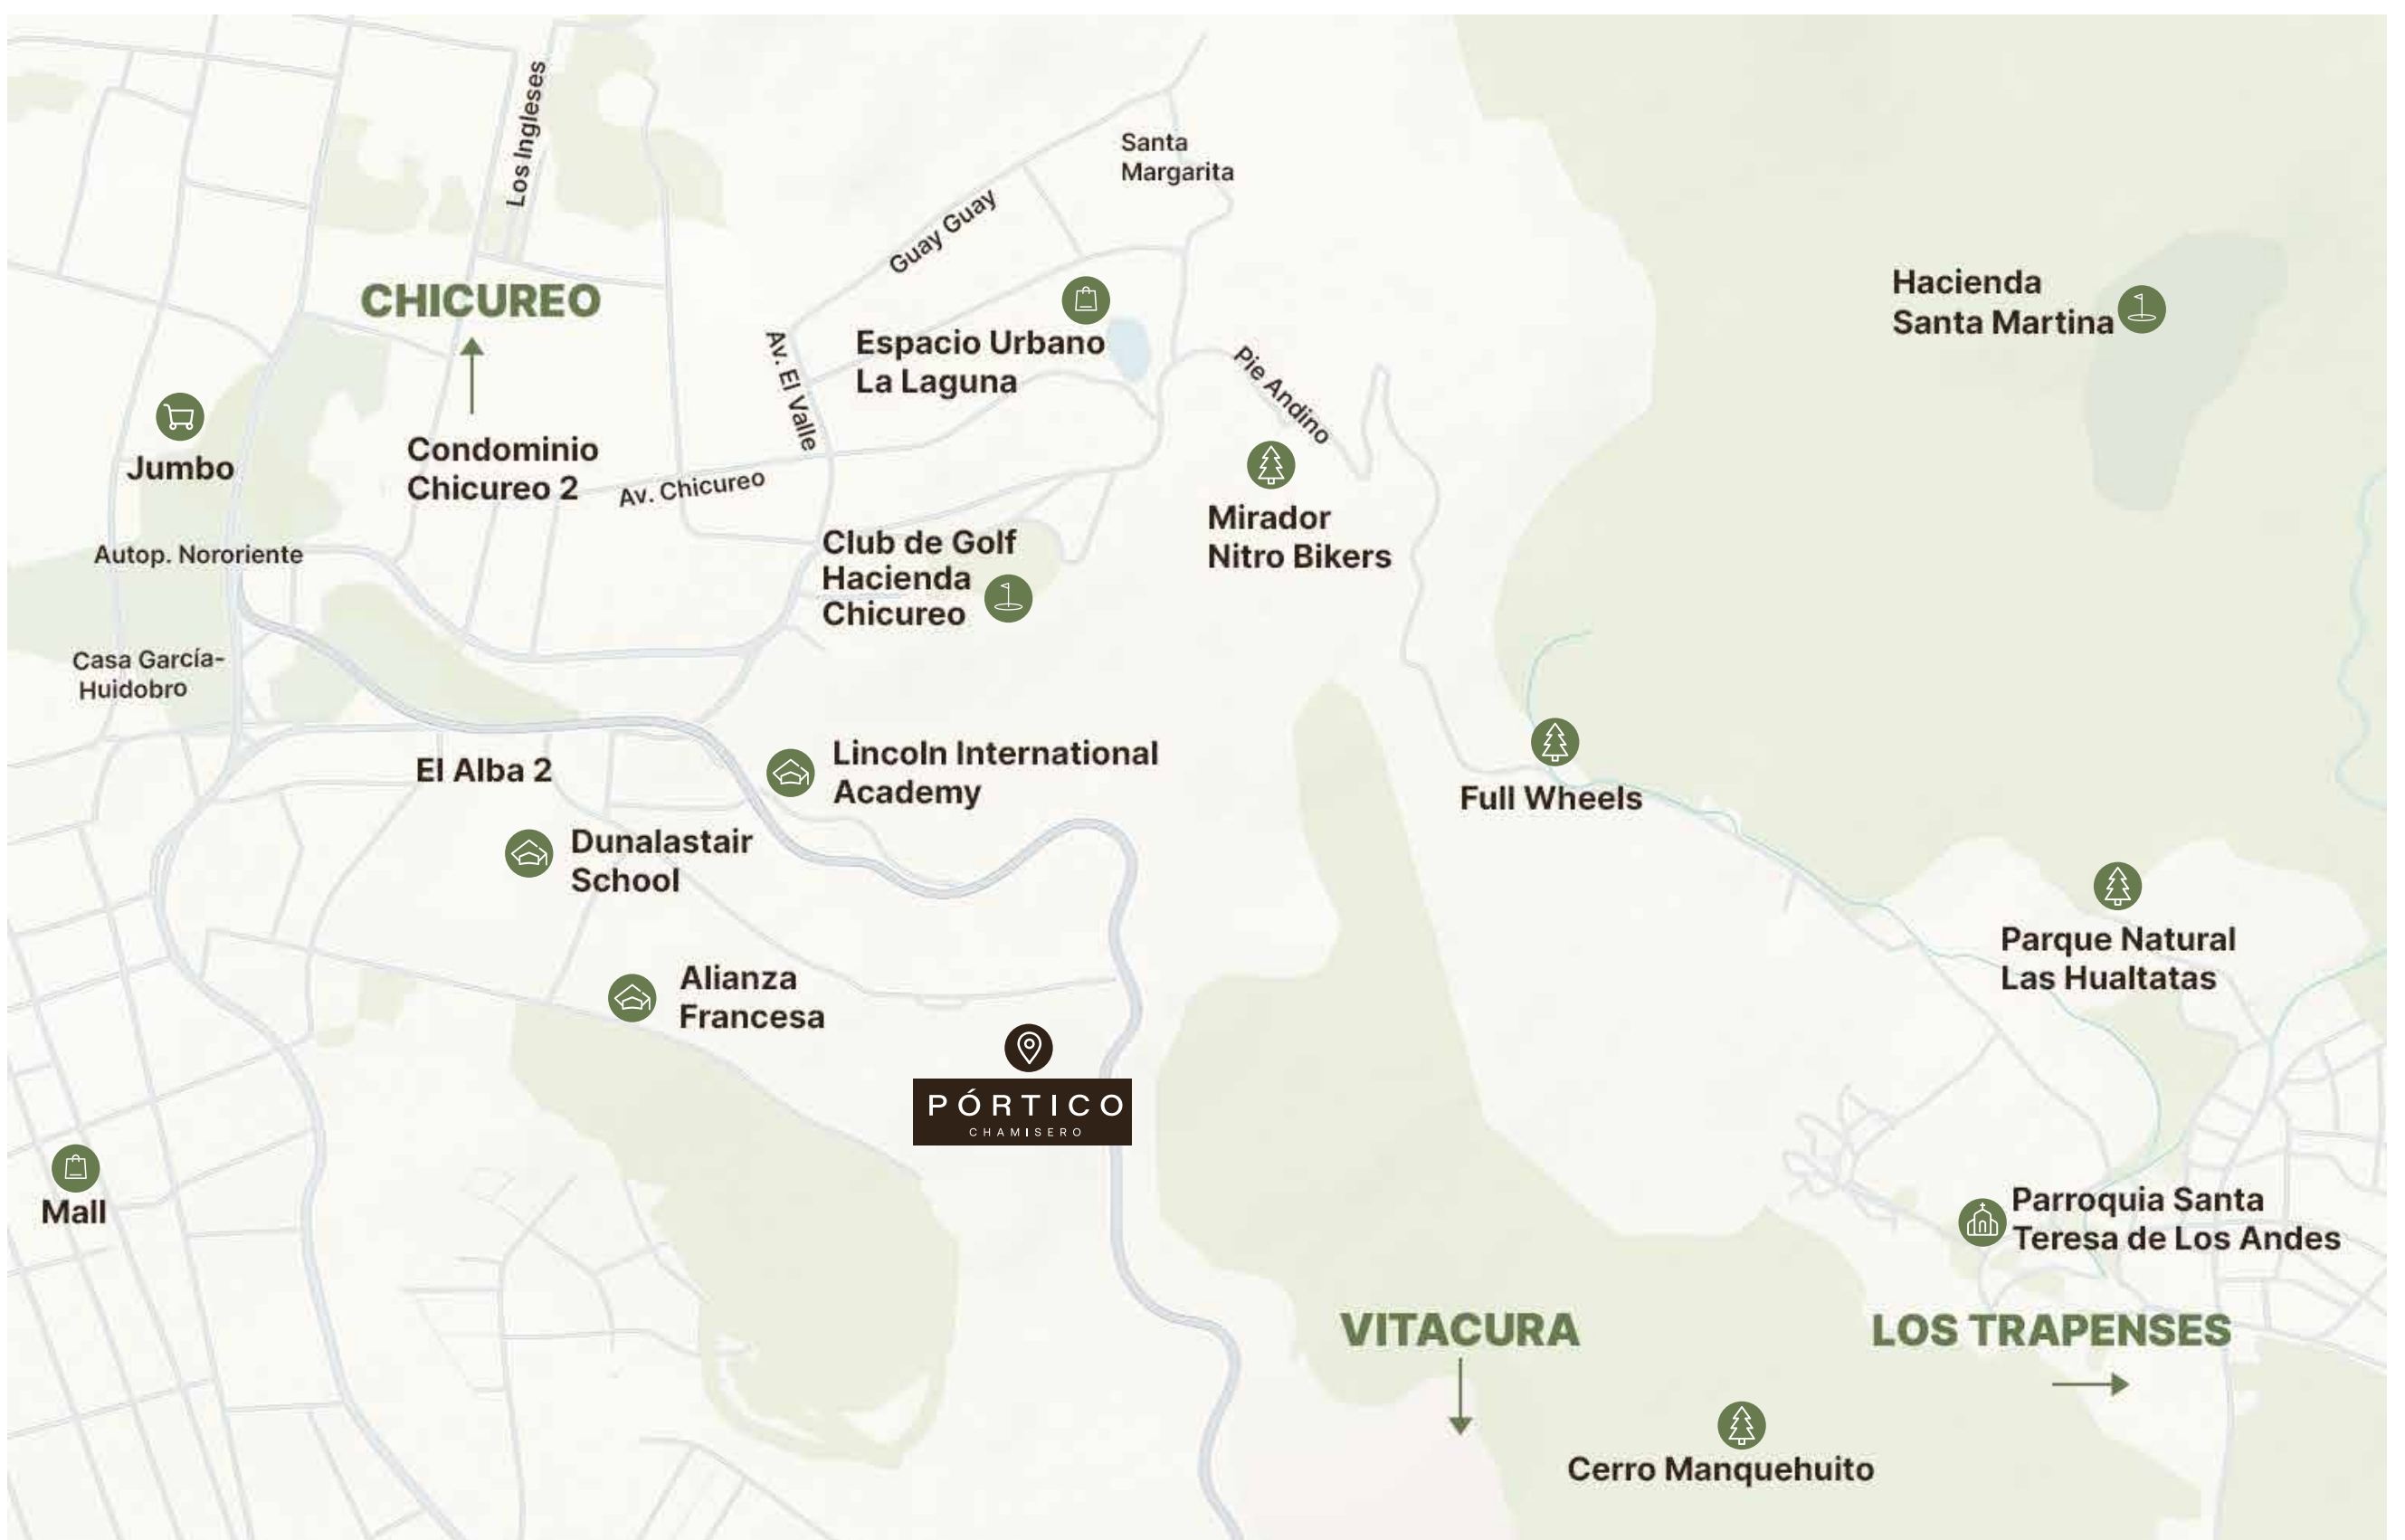 Los Ingleses
Santa
Margarita
Guay Guay
CHICUREO
Hacienda
Santa Martina
Espacio Urbano
La Laguna
Av. El Valle
Pie Andino
Jumbo
Condominio
Chicureo 2
Av. Chicureo
Mirador
Nitro Bikers
Autop. Nororiente
Club de Golf
Hacienda
Chicureo
Casa García-
Huidobro
El Alba 2
Lincoln International
Academy
Full Wheels
Dunalastair
School
Parque Natural
Las Hualtatas
Alianza
Francesa
PÓRTICO
CHAMISERO
Mall
Parroquia Santa
Teresa de Los Andes
VITACURA
LOS TRAPENSES
Cerro Manquehuito